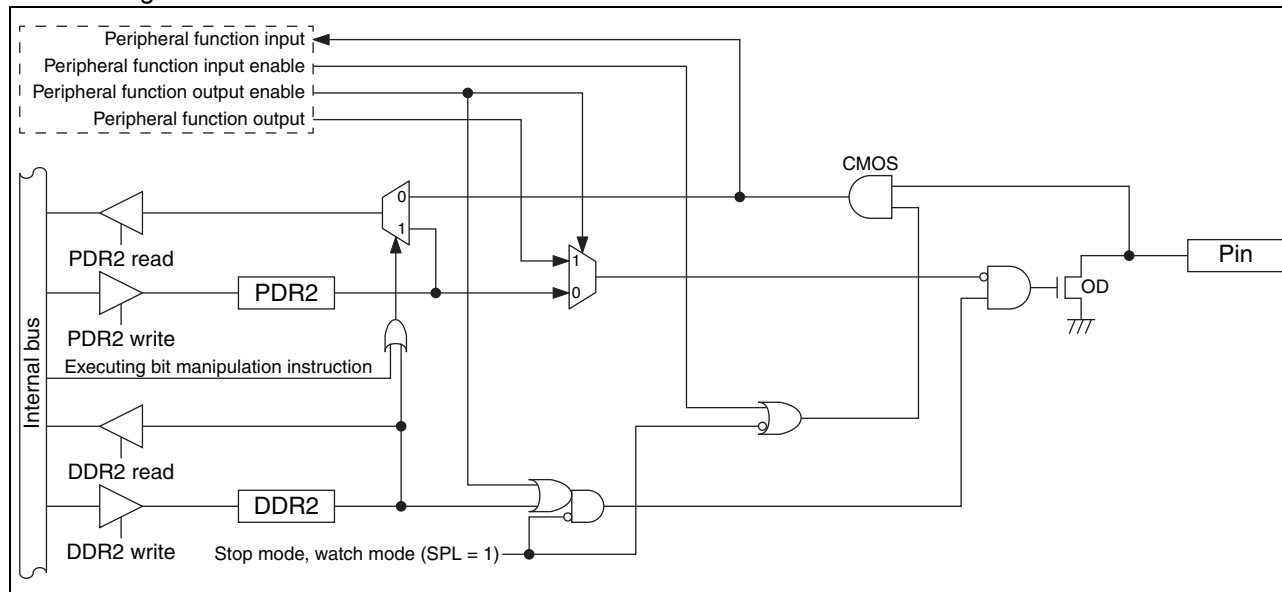 Peripheral function input
Peripheral function input enable
Peripheral function output enable
Peripheral function output
CMOS
0
1
PDR2 read
1
0
Pin
OD
PDR2
PDR2 write
Internal bus
Executing bit manipulation instruction
DDR2 read
DDR2
DDR2 write
Stop mode, watch mode (SPL = 1)